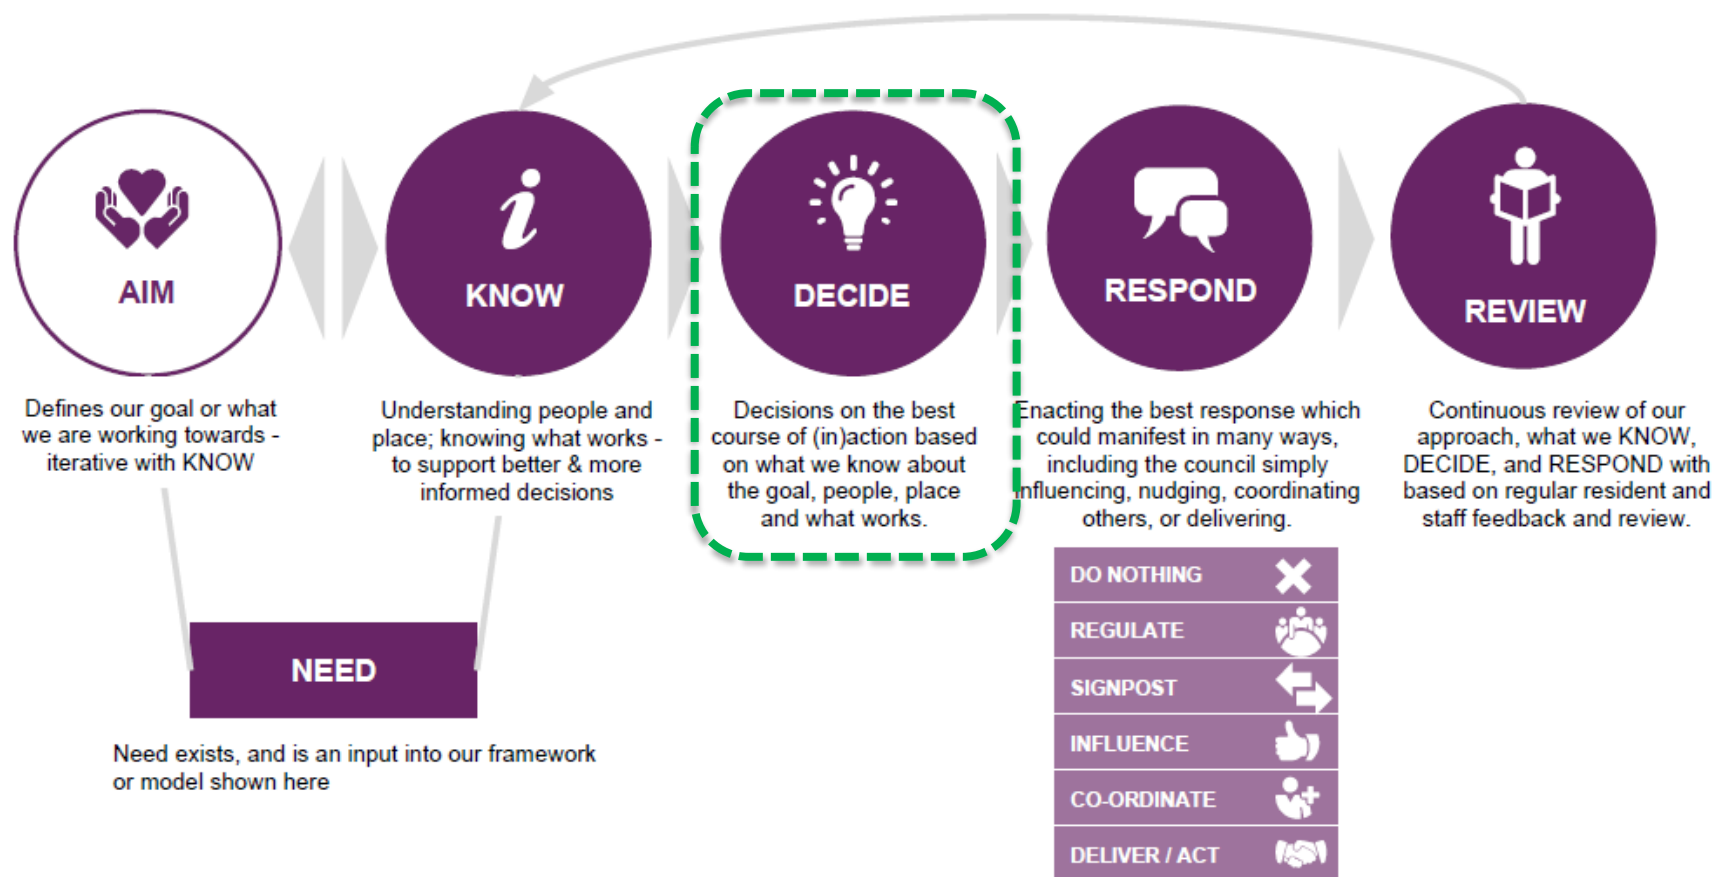 AIM
KNOW
DECIDE
RESPOND
REVIEW
Defines our goal or what
we are working towards -
iterative with KNOW
Understanding people and
place; knowing what works -
to support better & more
informed decisions
Decisions on the best
course of (in)action based
on what we know about
the goal, people, place
and what works.
Enacting the best response which
could manifest in many ways,
including the council simply
influencing, nudging, coordinating
others, or delivering.
Continuous review of our
approach, what we KNOW,
DECIDE, and RESPOND with
based on regular resident and
staff feedback and review.
NEED
Need exists, and is an input into our framework
or model shown here
DO NOTHING
REGULATE
SIGNPOST
INFLUENCE
CO-ORDINATE
DELIVER / ACT